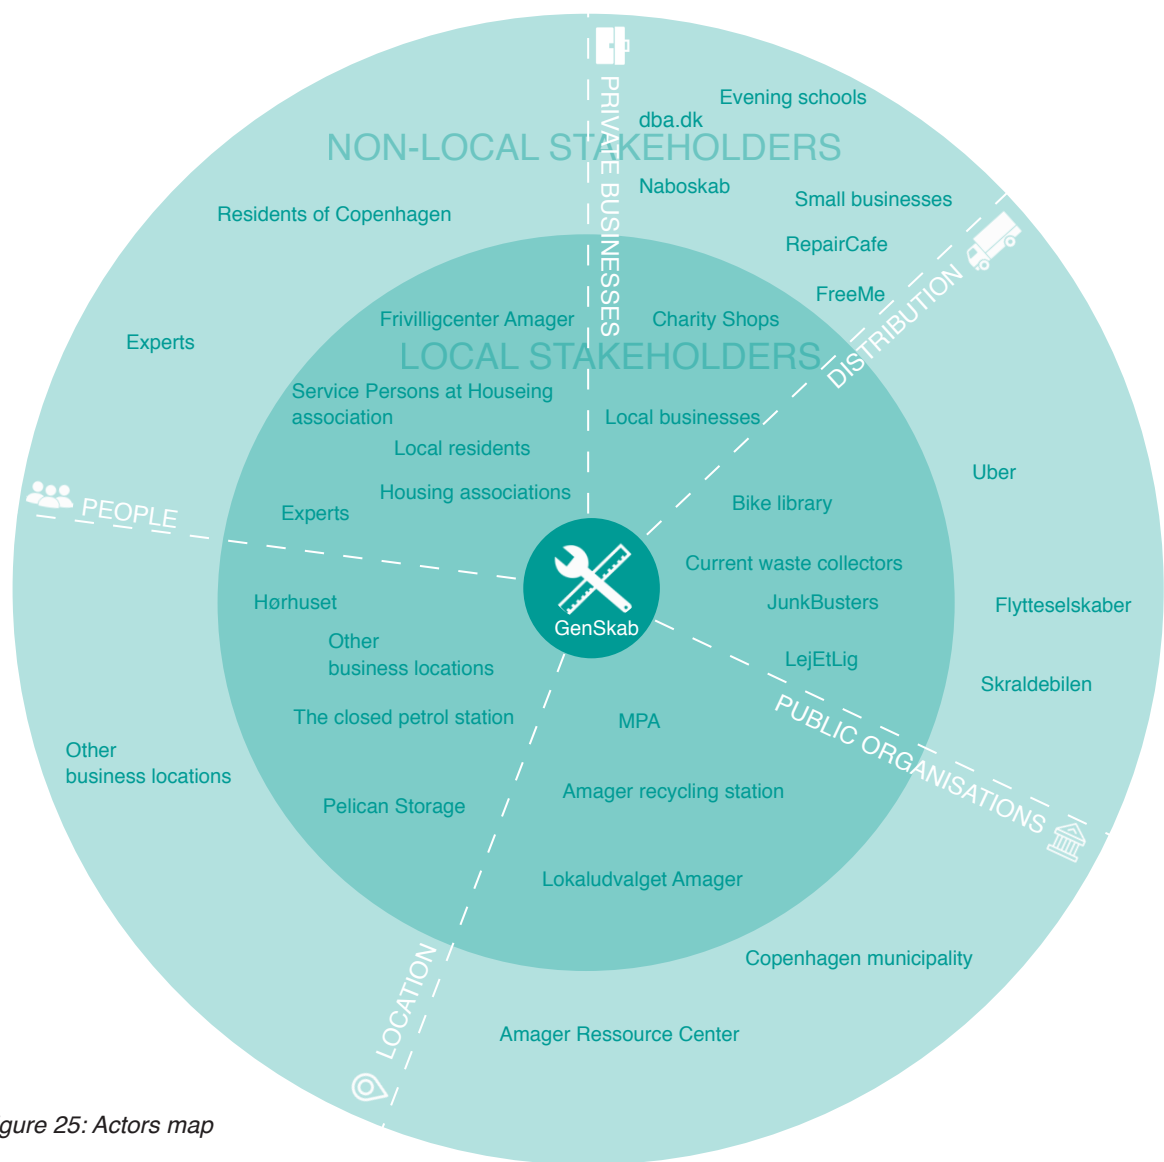 PRIVATE BUSINESSES
Evening schools
dba.dk
NON-LOCAL STAKEHOLDERS
Naboskab
Small businesses
Residents of Copenhagen
RepairCafe
FreeMe
DISTRIBUTION
Frivilligcenter Amager
Charity Shops
Experts
LOCAL STAKEHOLDERS
Service Persons at Houseing
association
Local businesses
Local residents
Uber
Housing associations
Bike library
PEOPLE
Experts
Current waste collectors
Hørhuset
JunkBusters
Flytteselskaber
GenSkab
Other
business locations
LejEtLig
Skraldebilen
The closed petrol station
MPA
PUBLIC ORGANISATIONS
Other
business locations
Amager recycling station
Pelican Storage
Lokaludvalget Amager
Copenhagen municipality
LOCATION
Amager Ressource Center
igure 25: Actors map